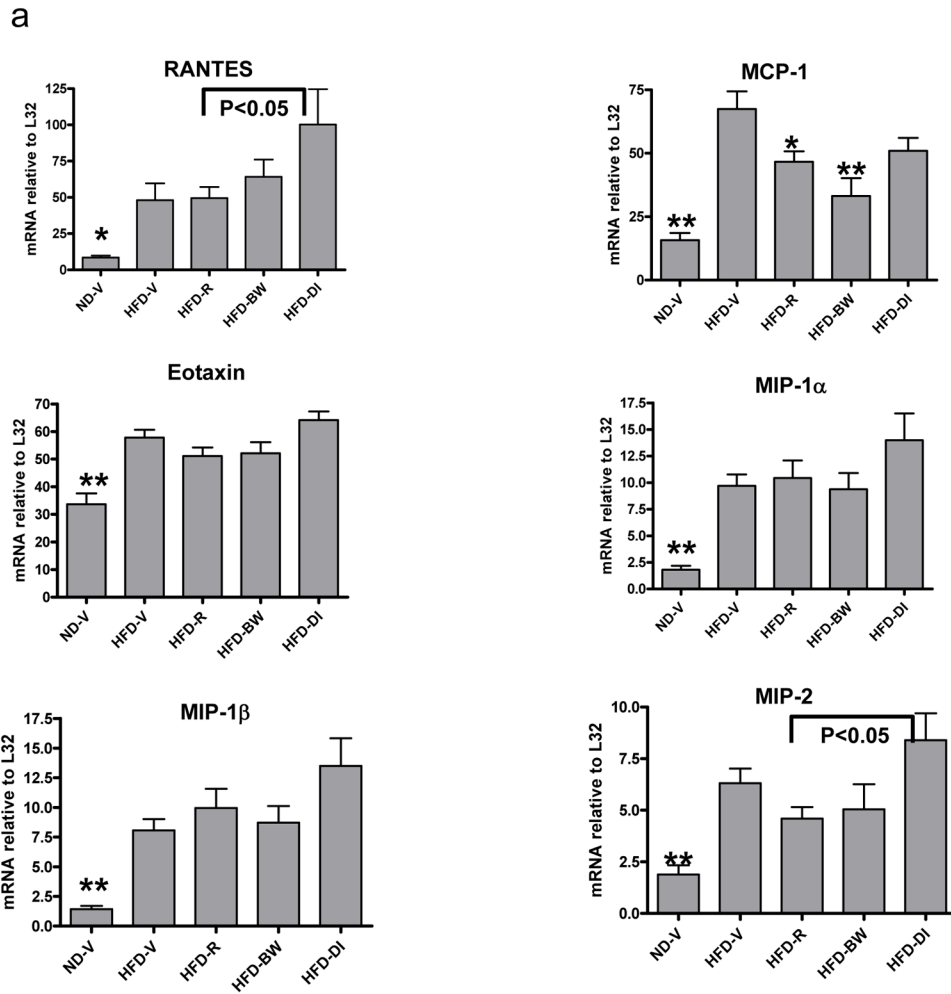 a
RANTES
mRNA relative to L32
125
100
75
50
25
0
P<0.05
*
ND-V
HFD-V
HFD-R
HFD-BW
HFD-DI
MCP-1
mRNA relative to L32
75
50
25
0
**
*
**
ND-V
HFD-V
HFD-R
HFD-BW
HFD-DI
Eotaxin
mRNA relative to L32
70
60
50
40
30
20
10
0
**
ND-V
HFD-V
HFD-R
HFD-BW
HFD-DI
MIP-1α
mRNA relative to L32
17.5
15.0
12.5
10.0
7.5
5.0
2.5
0.0
**
ND-V
HFD-V
HFD-R
HFD-BW
HFD-DI
MIP-1β
mRNA relative to L32
17.5
15.0
12.5
10.0
7.5
5.0
2.5
0.0
**
ND-V
HFD-V
HFD-R
HFD-BW
HFD-DI
MIP-2
mRNA relative to L32
10.0
7.5
5.0
2.5
0.0
P<0.05
**
ND-V
HFD-V
HFD-R
HFD-BW
HFD-DI